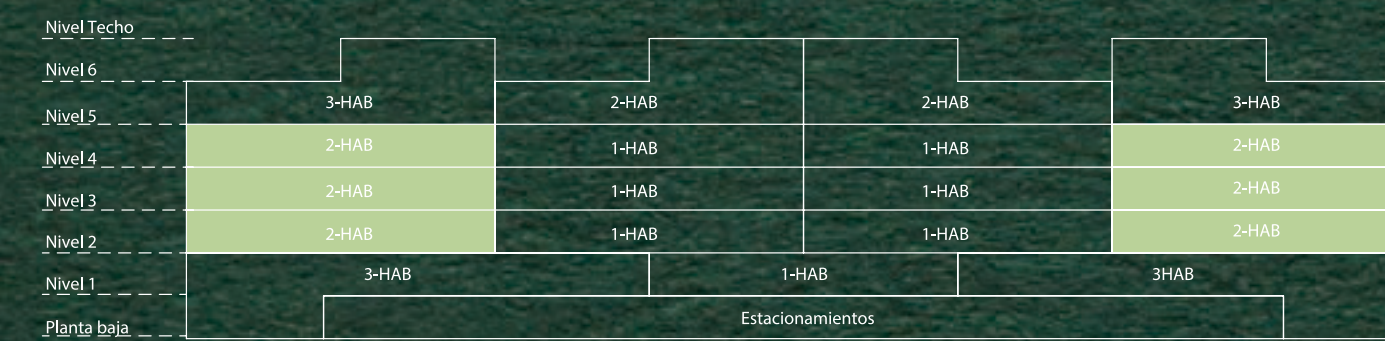 Nivel Techo
Nivel 6
3-HAB 2-HAB 2-HAB 3-HAB
Nivel 5
2-HAB 1-HAB 1-HAB 2-HAB
Nivel 4
2-HAB 1-HAB 1-HAB 2-HAB
Nivel 3
2-HAB 1-HAB 1-HAB 2-HAB
Nivel 2
3-HAB 1-HAB 3HAB
Nivel 1
Estacionamientos
Planta baja